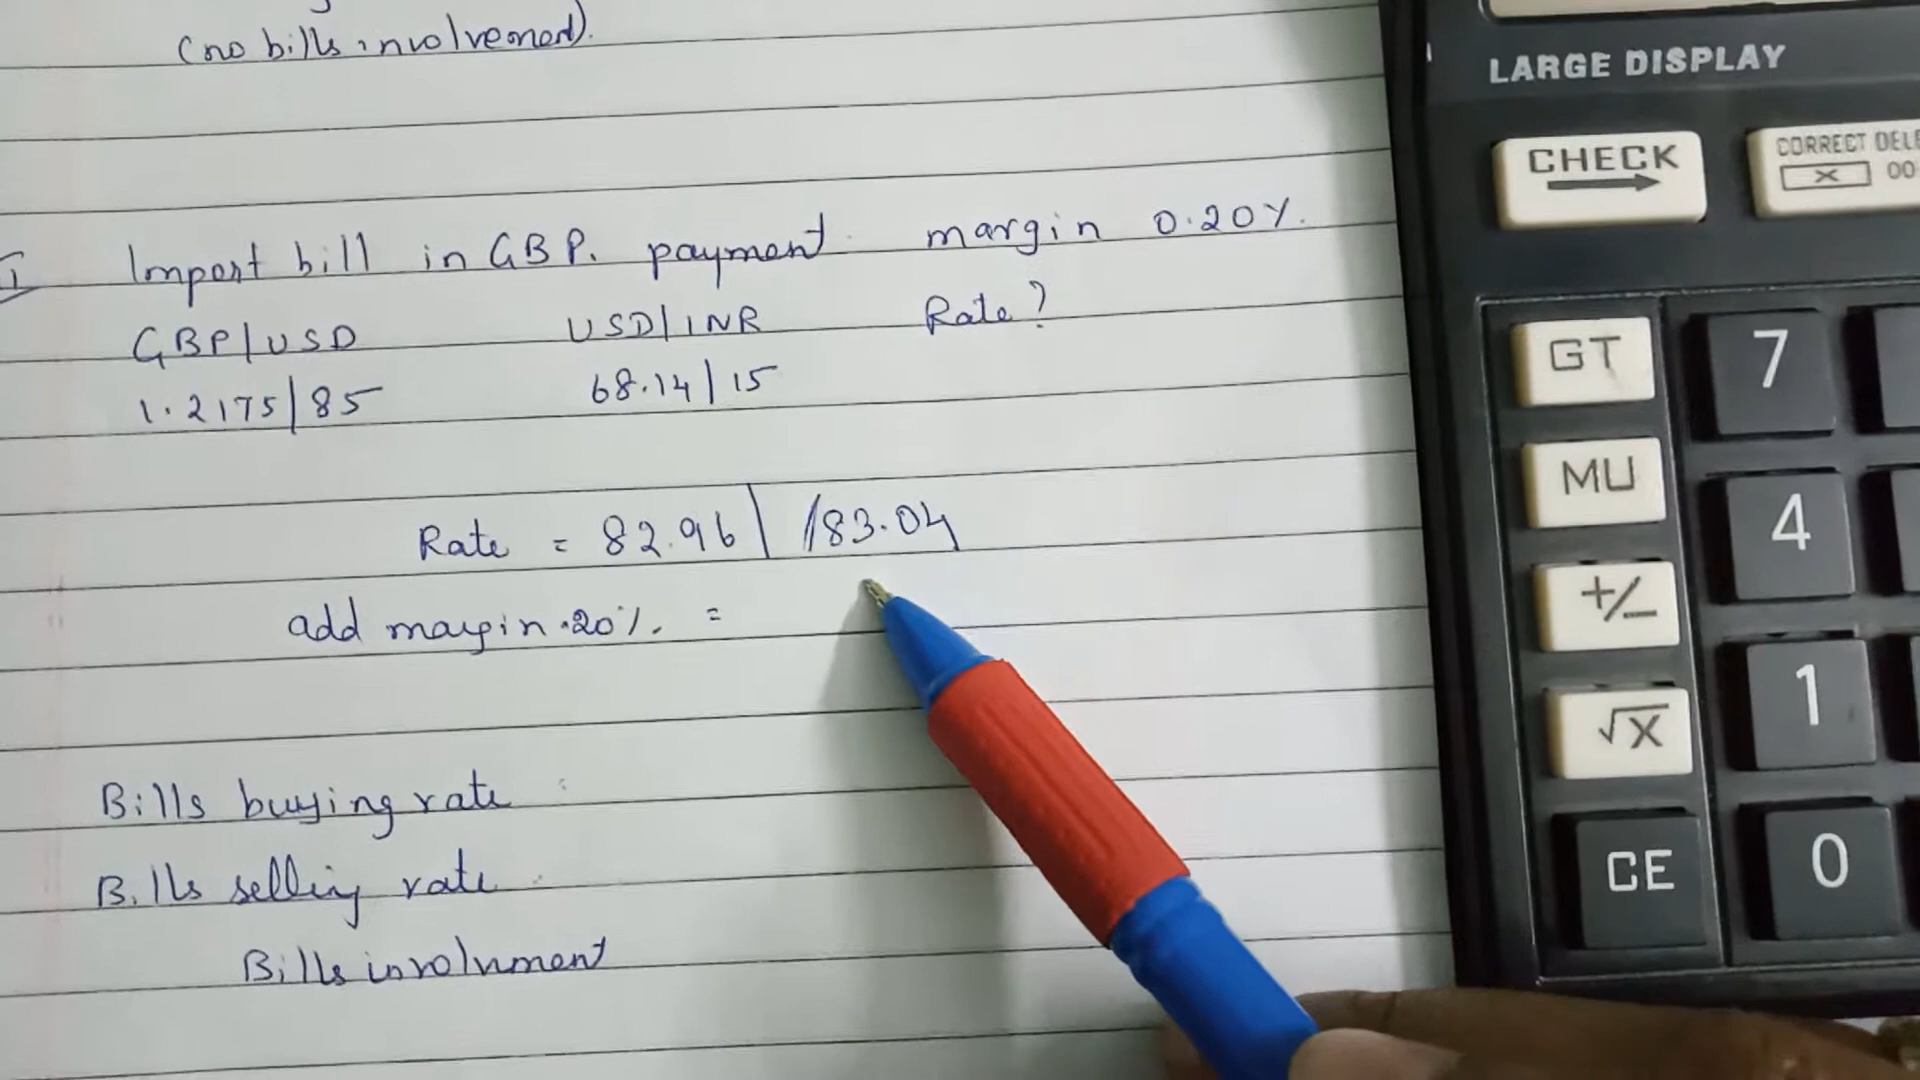 (no bills involvement).
Import bill in GBP. payment. margin 0.20%.
GBP/USD USD/INR Rate?
1.2175/85 68.14/15
Rate = 82.96 /83.04
add margin .20%. =
Bills buying rate
Bills selling rate
Bills involvment
LARGE DISPLAY
CHECK
CORRECT DELE
X 00
GT 7
MU 4
+/-
√X 1
CE 0